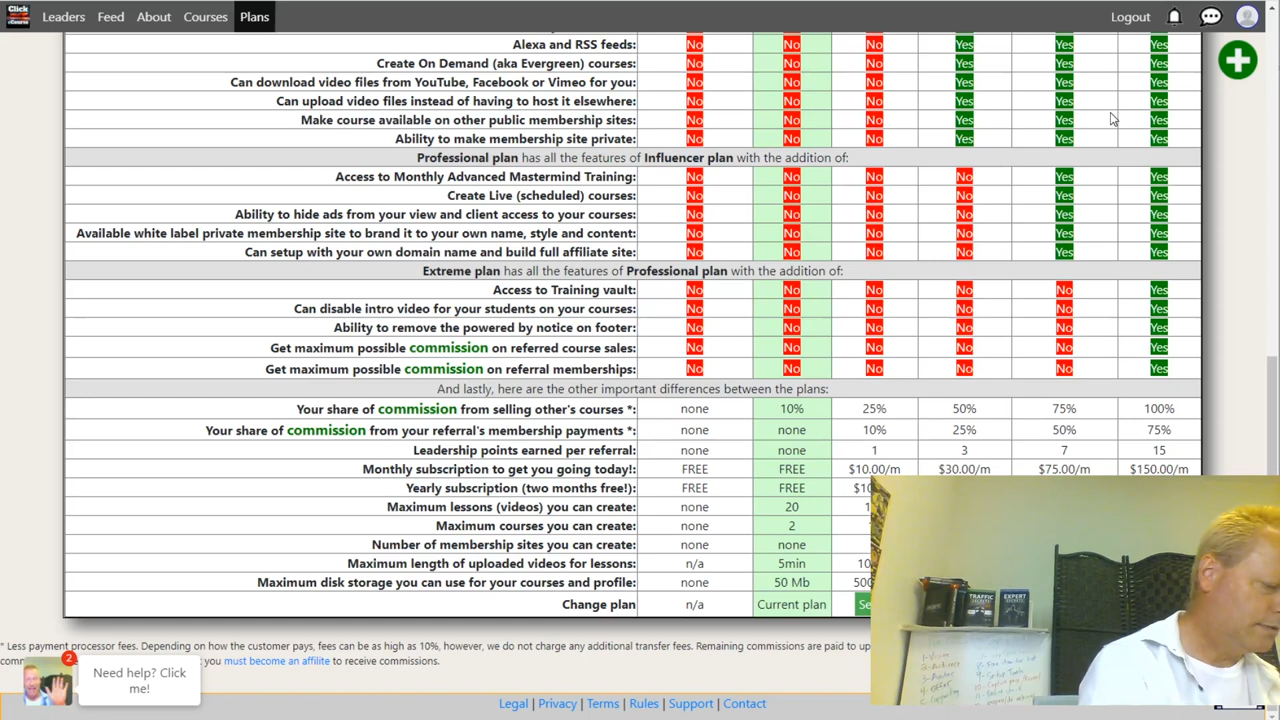 Click
Course
Leaders Feed About Courses Plans Logout
Alexa and RSS feeds: No No No Yes Yes Yes
Create On Demand (aka Evergreen) courses: No No No Yes Yes Yes
Can download video files from YouTube, Facebook or Vimeo for you: No No No Yes Yes Yes
Can upload video files instead of having to host it elsewhere: No No No Yes Yes Yes
Make course available on other public membership sites: No No No Yes Yes Yes
Ability to make membership site private: No No No Yes Yes Yes
Professional plan has all the features of Influencer plan with the addition of:
Access to Monthly Advanced Mastermind Training: No No No No Yes Yes
Create Live (scheduled) courses: No No No No Yes Yes
Ability to hide ads from your view and client access to your courses: No No No No Yes Yes
Available white label private membership site to brand it to your own name, style and content: No No No No Yes Yes
Can setup with your own domain name and build full affiliate site: No No No No Yes Yes
Extreme plan has all the features of Professional plan with the addition of:
Access to Training vault: No No No No No Yes
Can disable intro video for your students on your courses: No No No No No Yes
Ability to remove the powered by notice on footer: No No No No No Yes
Get maximum possible commission on referred course sales: No No No No No Yes
Get maximum possible commission on referral memberships: No No No No No Yes
And lastly, here are the other important differences between the plans:
Your share of commission from selling other's courses *: none 10% 25% 50% 75% 100%
Your share of commission from your referral's membership payments *: none none 10% 25% 50% 75%
Leadership points earned per referral: none none 1 3 7 15
Monthly subscription to get you going today!: FREE FREE $10.00/m $30.00/m $75.00/m $150.00/m
Yearly subscription (two months free!): FREE FREE $10
Maximum lessons (videos) you can create: none 20 1
Maximum courses you can create: none 2
Number of membership sites you can create: none none
Maximum length of uploaded videos for lessons: n/a 5min 10
Maximum disk storage you can use for your courses and profile: none 50 Mb 500
Change plan n/a Current plan Se
* Less payment processor fees. Depending on how the customer pays, fees can be as high as 10%, however, we do not charge any additional transfer fees. Remaining commissions are paid to up
com you must become an affilite to receive commissions.
2
Need help? Click
me!
TRAFFIC
SECRETS
EXPERT
SECRETS
Legal | Privacy | Terms | Rules | Support | Contact